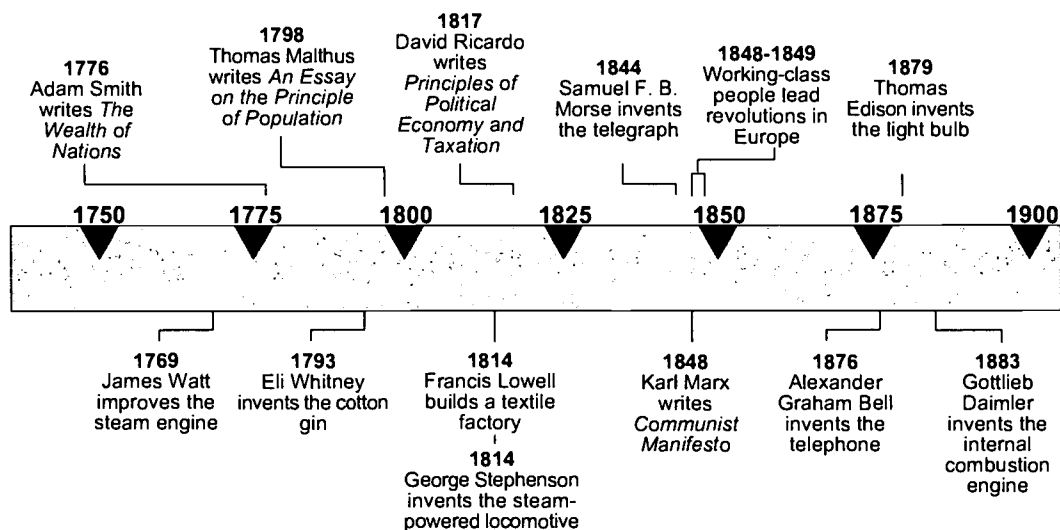 1776
Adam Smith
writes The
Wealth of
Nations
1798
Thomas Malthus
writes An Essay
on the Principle
of Population
1817
David Ricardo
writes
Principles of
Political
Economy and
Taxation
1844
Samuel F. B.
Morse invents
the telegraph
1848-1849
Working-class
people lead
revolutions in
Europe
1879
Thomas
Edison invents
the light bulb
1750
1775
1800
1825
1850
1875
1900
1769
James Watt
improves the
steam engine
1793
Eli Whitney
invents the cotton
gin
1814
Francis Lowell
builds a textile
factory
1814
George Stephenson
invents the steam-
powered locomotive
1848
Karl Marx
writes
Communist
Manifesto
1876
Alexander
Graham Bell
invents the
telephone
1883
Gottlieb
Daimler
invents the
internal
combustion
engine